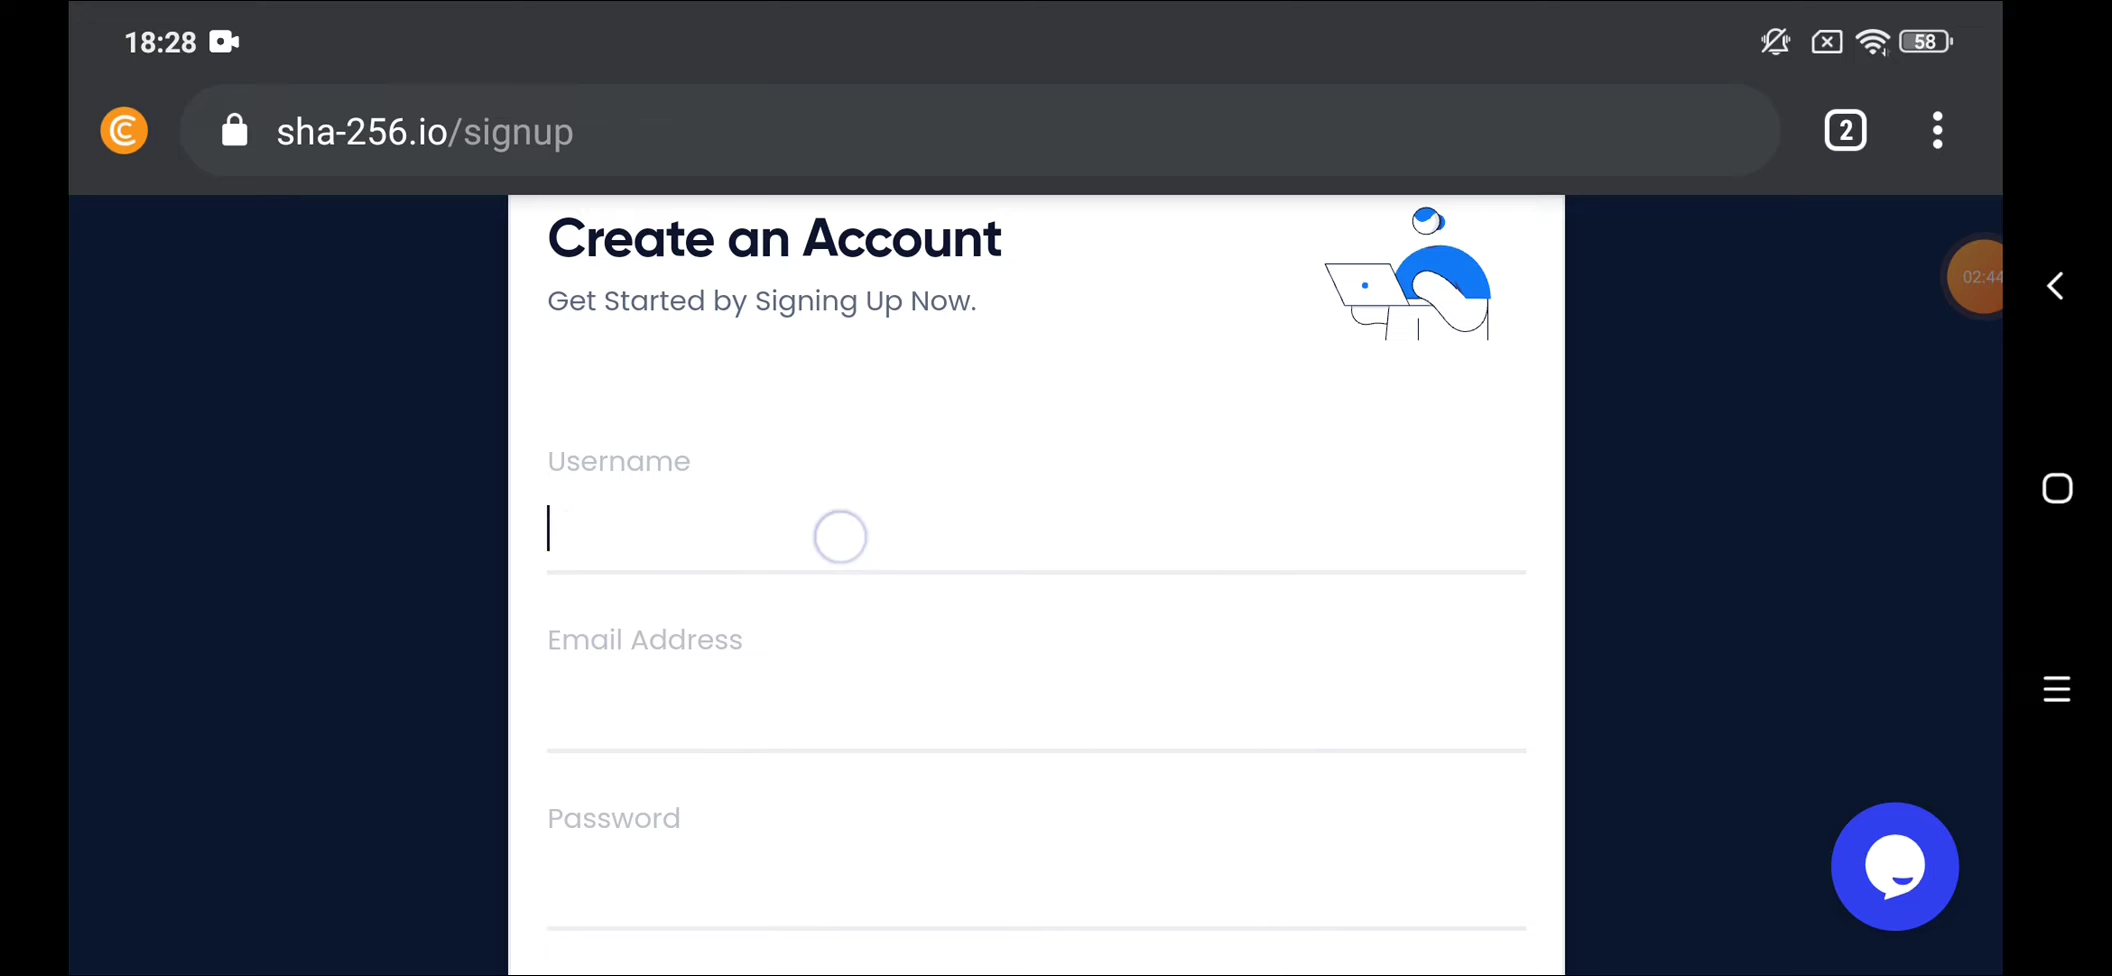 18:28
58
sha-256.io/signup
2
Create an Account
Get Started by Signing Up Now.
02:44
Username
Email Address
Password